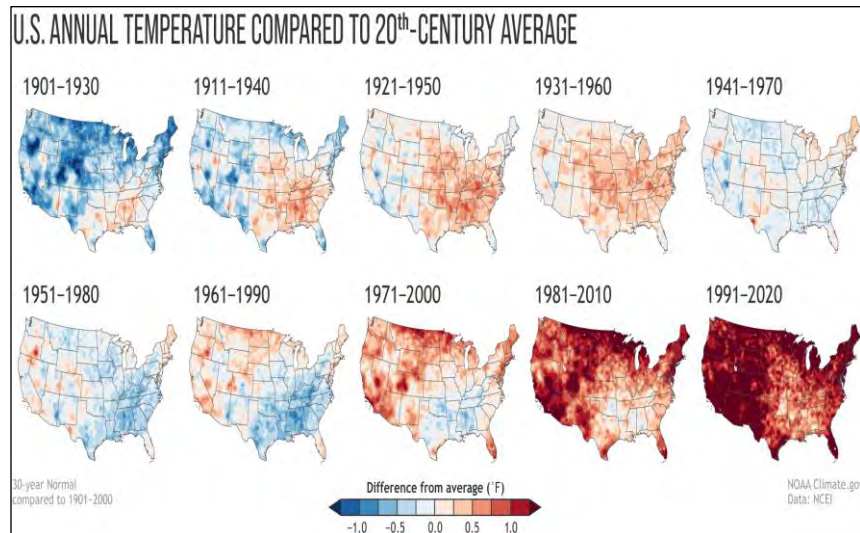 U.S. ANNUAL TEMPERATURE COMPARED TO 20th-CENTURY AVERAGE
1901–1930
1911–1940
1921–1950
1931–1960
1941–1970
1951–1980
1961–1990
1971–2000
1981–2010
1991–2020
30-year Normal
compared to 1901–2000
Difference from average (°F)
-1.0 -0.5 0.0 0.5 1.0
NOAA Climate.gov
Data: NCEI